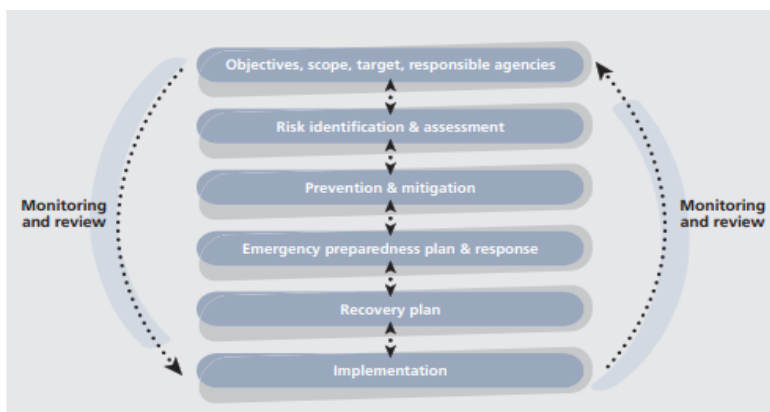 Objectives, scope, target, responsible agencies
Risk identification & assessment
Prevention & mitigation
Monitoring
and review
Monitoring
and review
Emergency preparedness plan & response
Recovery plan
Implementation